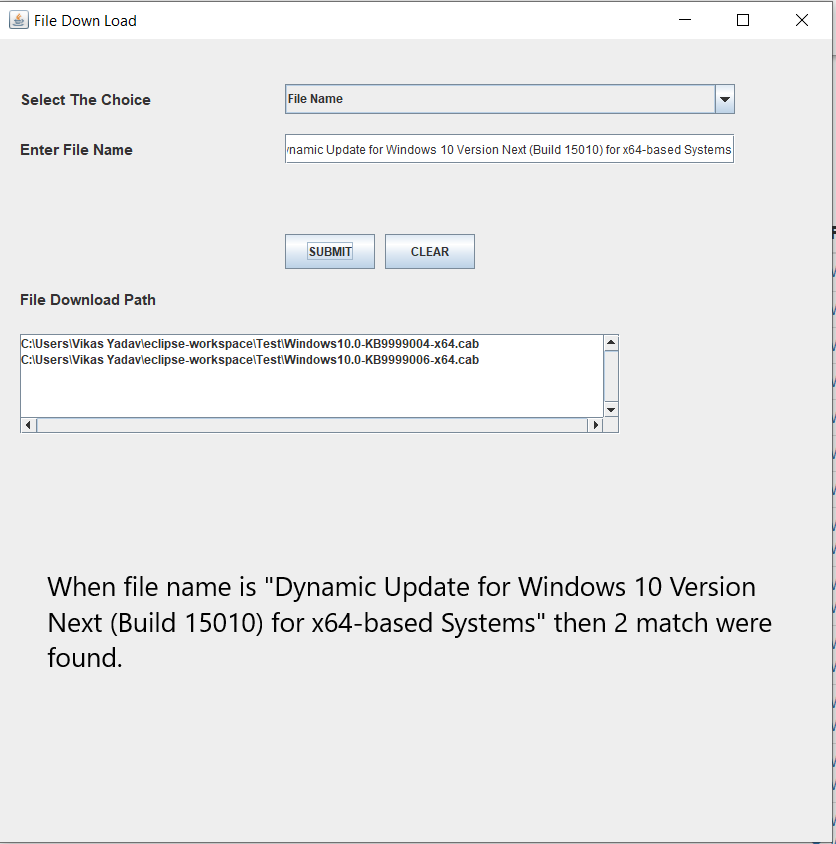 File Down Load
Select The Choice
File Name
Enter File Name
ynamic Update for Windows 10 Version Next (Build 15010) for x64-based Systems
SUBMIT
CLEAR
File Download Path
C:\Users\Vikas Yadav\eclipse-workspace\Test\Windows10.0-KB9999004-x64.cab
C:\Users\Vikas Yadav\eclipse-workspace\Test\Windows10.0-KB9999006-x64.cab
When file name is "Dynamic Update for Windows 10 Version
Next (Build 15010) for x64-based Systems" then 2 match were
found.